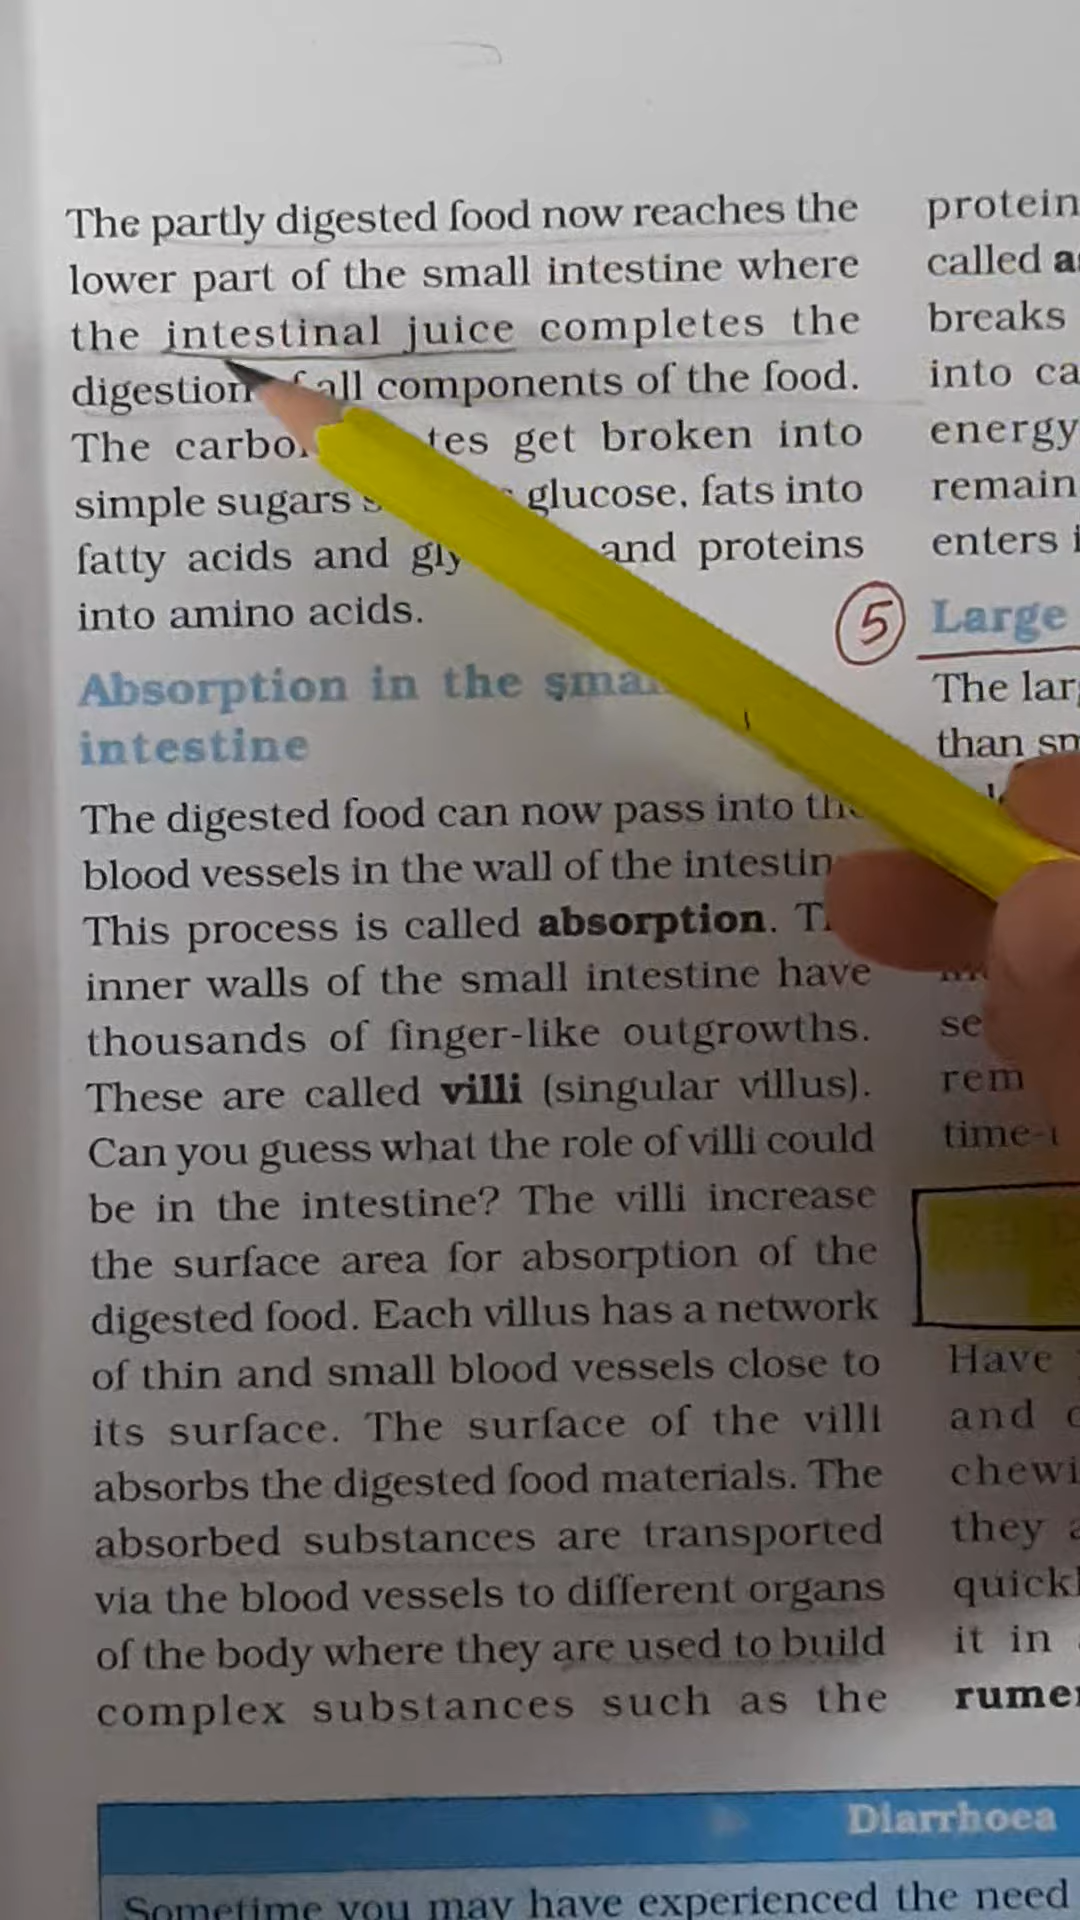 The partly digested food now reaches the
lower part of the small intestine where
the intestinal juice completes the
digestion all components of the food.
The get broken into
simple sugars glucose, fats into
fatty acids and and proteins
into amino acids.
Absorption in the
intestine
The digested food can now pass into
blood vessels in the wall of the
This process is called absorption.
inner walls of the small intestine have
thousands of finger-like outgrowths.
These are called villi (singular villus).
Can you guess what the role of villi could
be in the intestine? The villi increase
the surface area for absorption of the
digested food. Each villus has a network
of thin and small blood vessels close to
its surface. The surface of the villi
absorbs the digested food materials. The
absorbed substances are transported
via the blood vessels to different organs
of the body where they are used to build
complex substances such as the
protein
called
breaks
into
energy
remain
enters
5 Large
The
than
Have
and
they
it in
Diarrhoea
Sometime you may have experienced the need